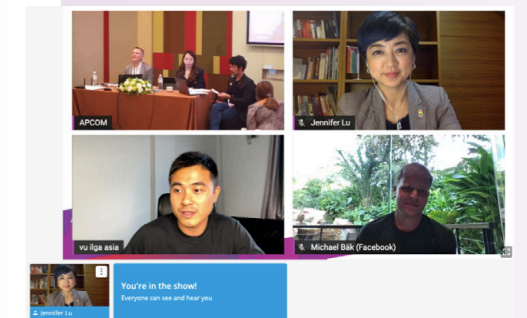 APCOM
Jennifer Lu
vu ilga asia
Michael Bäk (Facebook)
You're in the show!
Everyone can see and hear you
Jennifer Lu